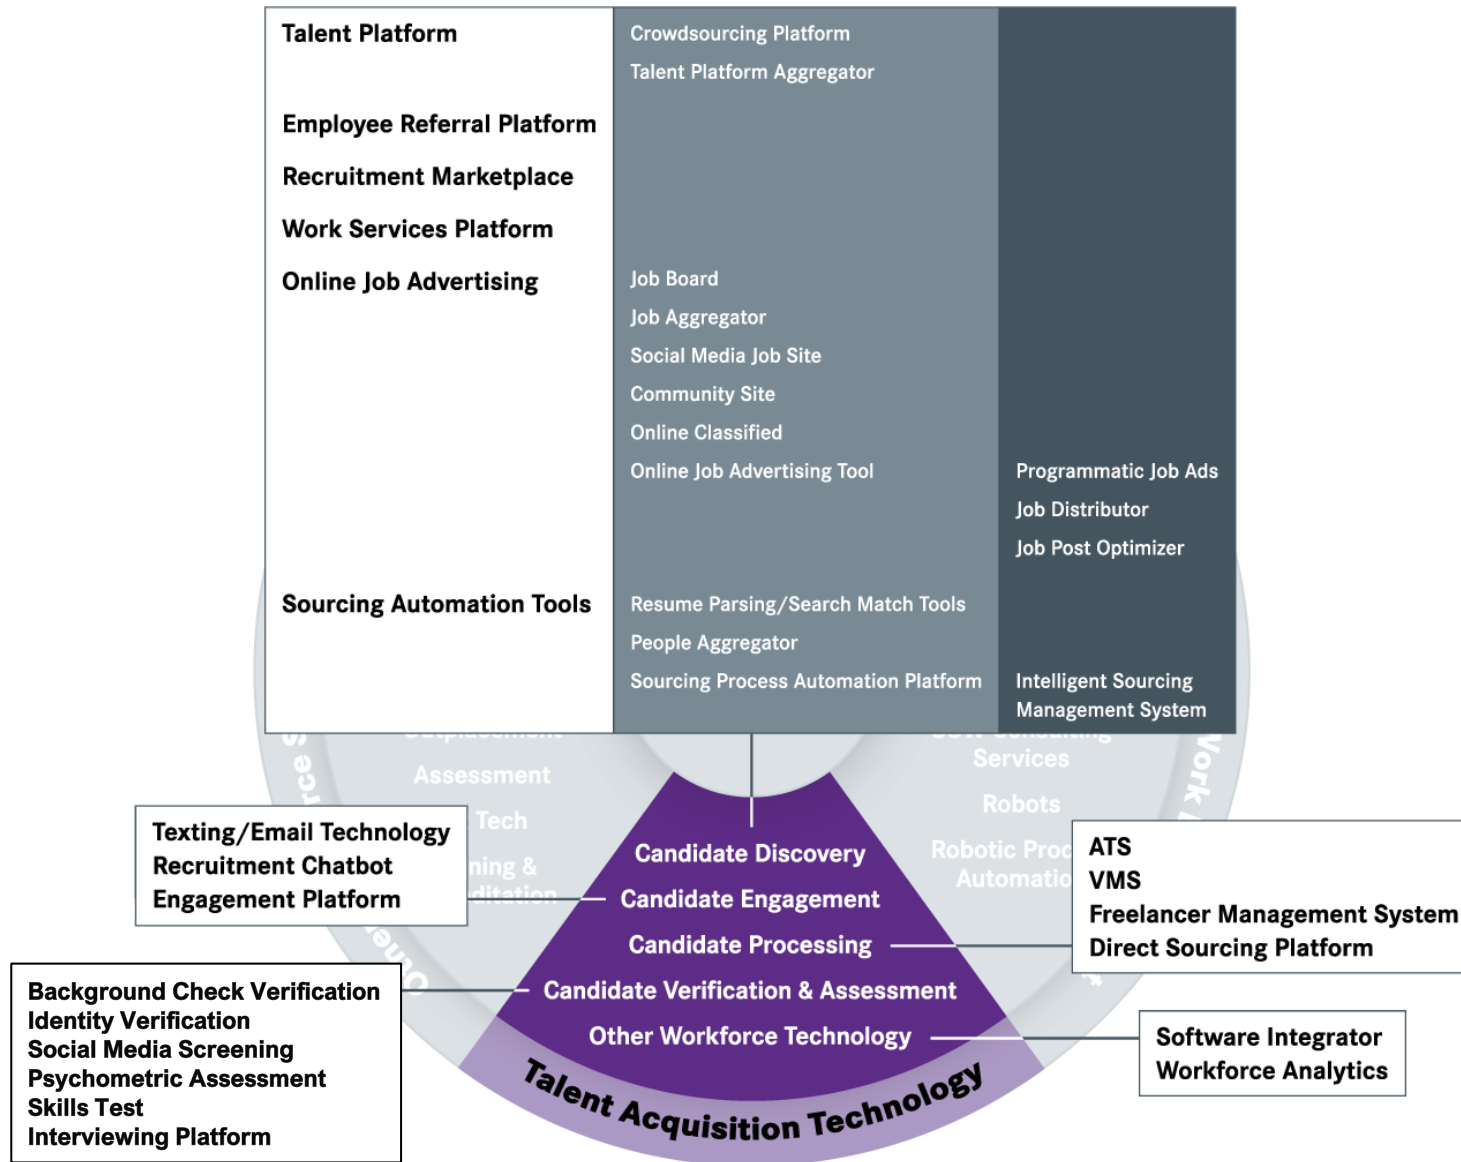 Talent Platform
Crowdsourcing Platform
Talent Platform Aggregator
Employee Referral Platform
Recruitment Marketplace
Work Services Platform
Online Job Advertising
Job Board
Job Aggregator
Social Media Job Site
Community Site
Online Classified
Online Job Advertising Tool
Programmatic Job Ads
Job Distributor
Job Post Optimizer
Sourcing Automation Tools
Resume Parsing/Search Match Tools
People Aggregator
Sourcing Process Automation Platform
Intelligent Sourcing
Management System
Services
Assessment
Robots
Tech
Texting/Email Technology
Recruitment Chatbot
Engagement Platform
Candidate Discovery
Candidate Engagement
Candidate Processing
Candidate Verification & Assessment
Other Workforce Technology
ATS
VMS
Freelancer Management System
Direct Sourcing Platform
Background Check Verification
Identity Verification
Social Media Screening
Psychometric Assessment
Skills Test
Interviewing Platform
Software Integrator
Workforce Analytics
Talent Acquisition Technology
Work
Robotic